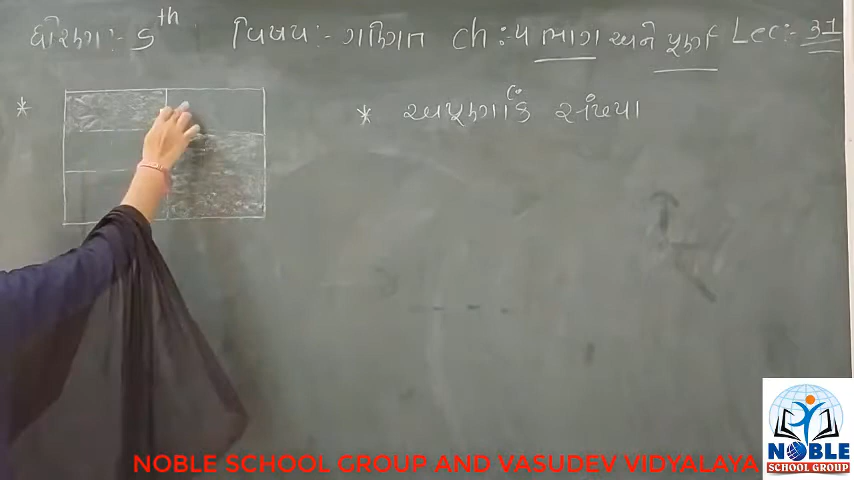 ધોરણ :- 5th વિષય :- ગણિત ch :- ૫ ભાગ અને પૂર્ણ Lec :- 31
* * અપૂર્ણાંક સંખ્યા
NOBLE SCHOOL GROUP AND VASUDEV VIDYALAYA
NOBLE
SCHOOL GROUP